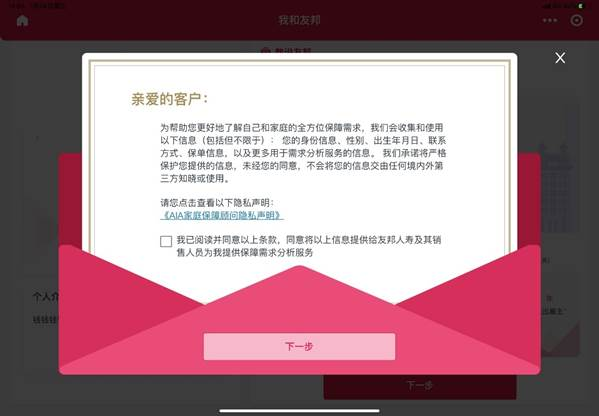 我和友邦
亲爱的客户：
为帮助您更好地了解自己和家庭的全方位保障需求，我们会收集和使用
以下信息（包括但不限于）： 您的身份信息、性别、出生年月日、联系
方式、保单信息，以及更多用于需求分析服务的信息。 我们承诺将严格
保护您提供的信息，未经您的同意，不会将您的信息交由任何境内外第
三方知晓或使用。
请您点击查看以下隐私声明：
《AIA家庭保障顾问隐私声明》
我已阅读并同意以上条款，同意将以上信息提供给友邦人寿及其销
售人员为我提供保障需求分析服务
个人介
钱钱钱
下一步
下一步